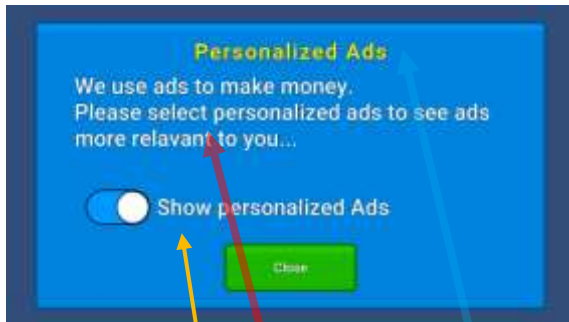 Personalized Ads
We use ads to make money.
Please select personalized ads to see ads
more relavant to you...
Show personalized Ads
Close